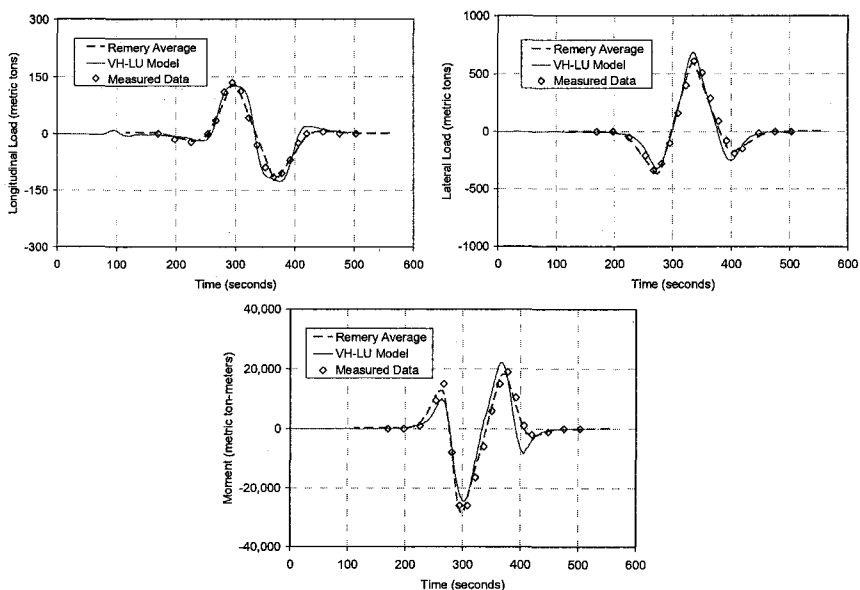 300
150
0
-150
-300
Longitudinal Load (metric tons)
Remery Average
VH-LU Model
Measured Data
0 100 200 300 400 500 600
Time (seconds)
1000
500
0
-500
-1000
Lateral Load (metric tons)
Remery Average
VH-LU Model
Measured Data
0 100 200 300 400 500 600
Time (seconds)
40,000
20,000
0
-20,000
-40,000
Moment (metric ton-meters)
Remery Average
VH-LU Model
Measured Data
0 100 200 300 400 500 600
Time (seconds)